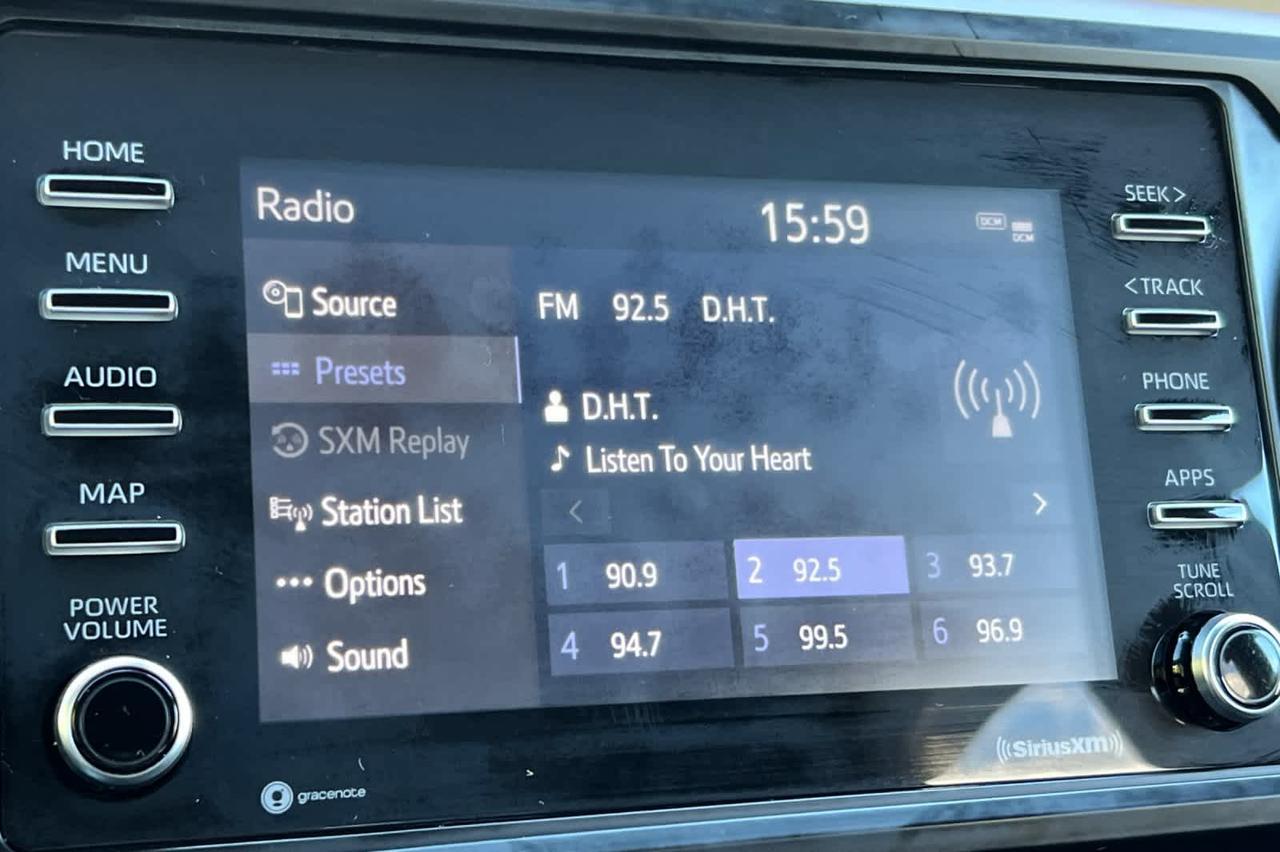 HOME
MENU
AUDIO
MAP
POWER
VOLUME
Radio
15:59
DCM
DCM
Source
Presets
SXM Replay
Station List
Options
Sound
FM 92.5 D.H.T.
D.H.T.
Listen To Your Heart
< >
1 90.9 2 92.5 3 93.7
4 94.7 5 99.5 6 96.9
SEEK >
< TRACK
PHONE
APPS
TUNE
SCROLL
gracenote
((SiriusXM))